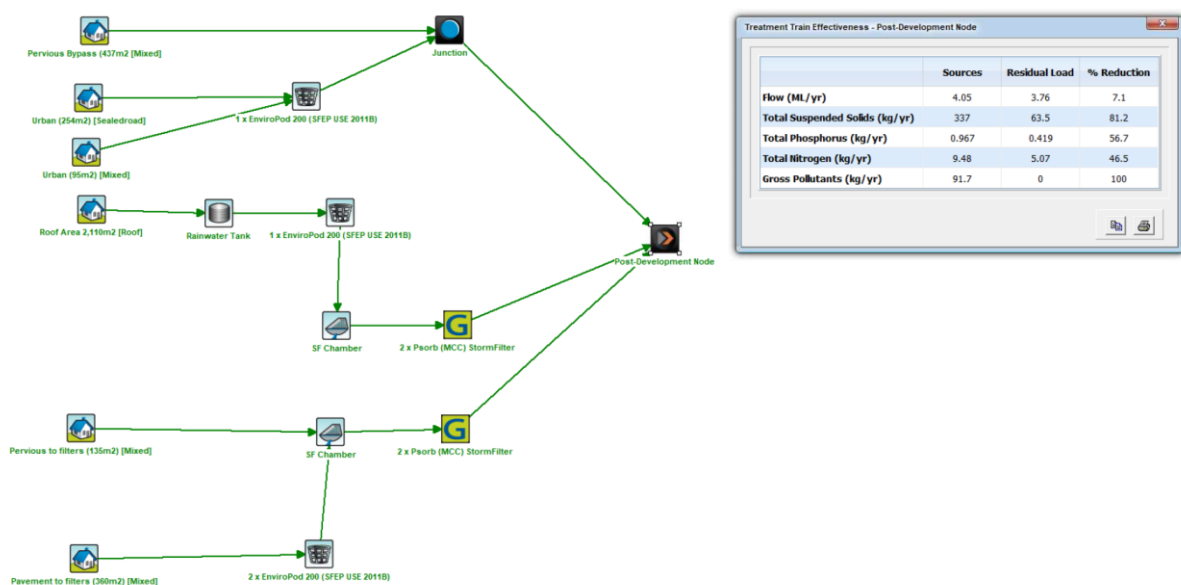 Pervious Bypass (437m2 [Mixed]
Junction
Urban (254m2) [Sealedroad]
1 x EnviroPod 200 (SFEP USE 2011B)
Urban (95m2) [Mixed]
Roof Area 2,110m2 [Roof]
Rainwater Tank
1 x EnviroPod 200 (SFEP USE 2011B)
Post-Development Node
SF Chamber
G
2 x Psorb (MCC) StormFilter
Pervious to filters (135m2) [Mixed]
SF Chamber
G
2 x Psorb (MCC) StormFilter
Pavement to filters (360m2) [Mixed]
2 x EnviroPod 200 (SFEP USE 2011B)
Treatment Train Effectiveness - Post-Development Node
Sources Residual Load % Reduction
Flow (ML/yr) 4.05 3.76 7.1
Total Suspended Solids (kg/yr) 337 63.5 81.2
Total Phosphorus (kg/yr) 0.967 0.419 56.7
Total Nitrogen (kg/yr) 9.48 5.07 46.5
Gross Pollutants (kg/yr) 91.7 0 100